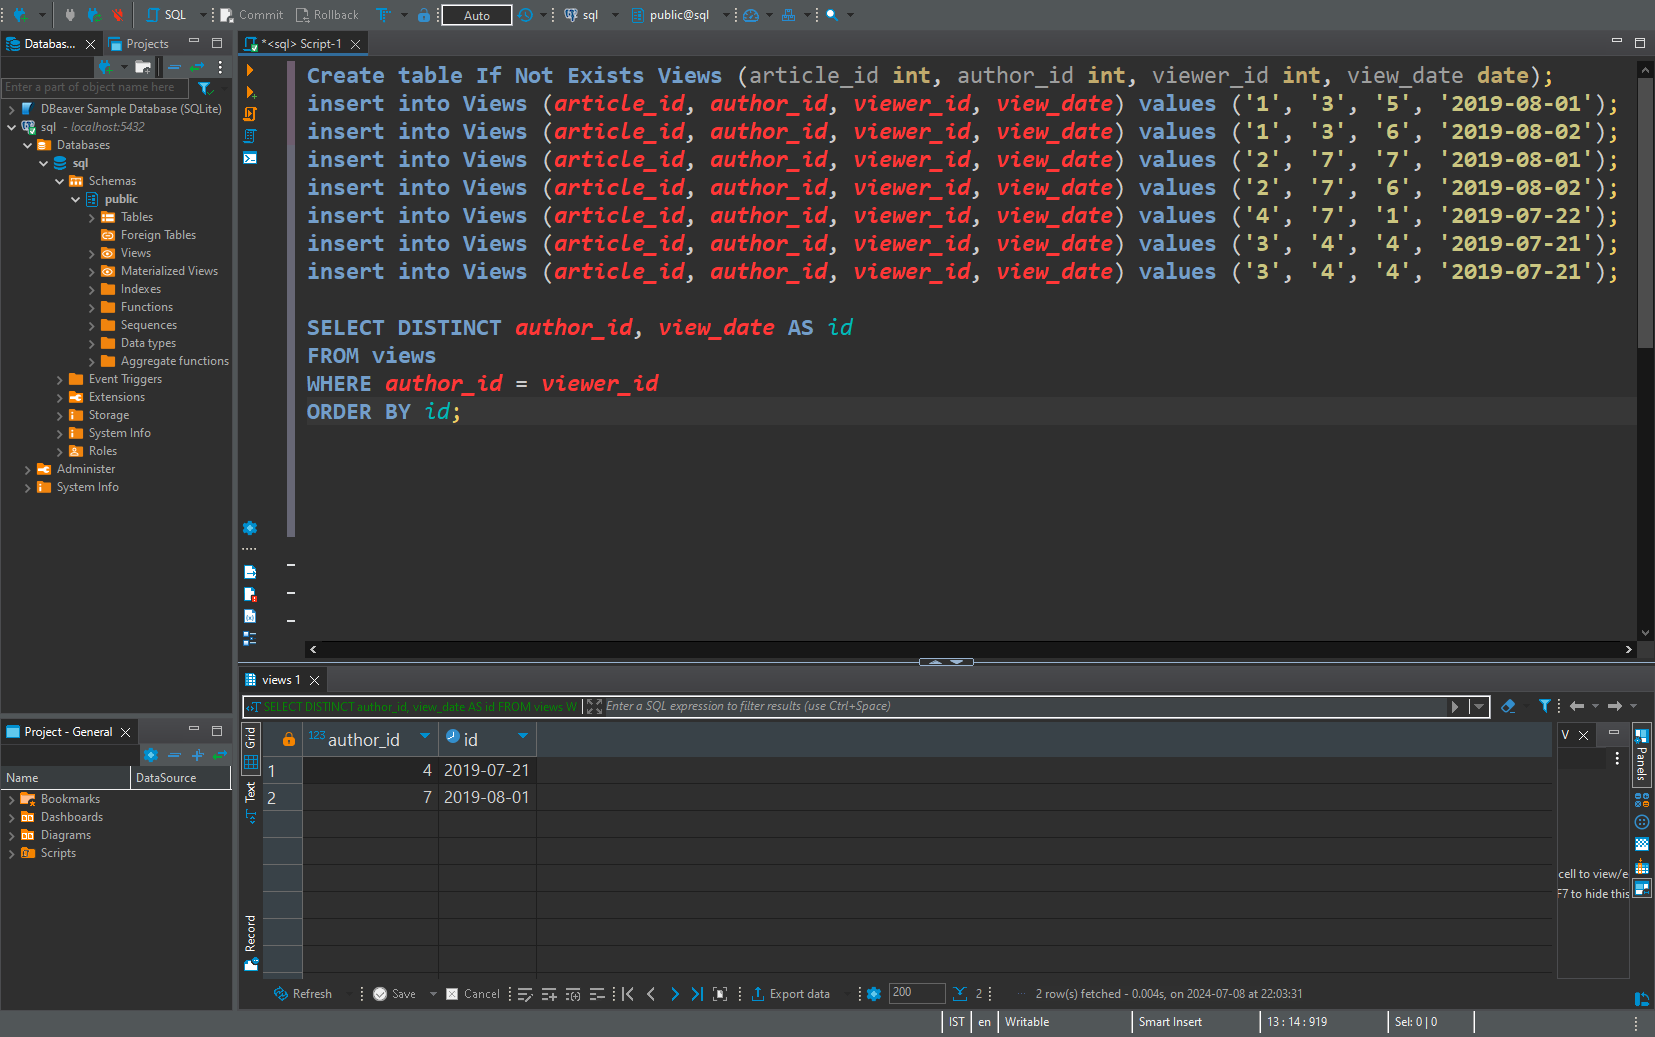 SQL Commit Rollback Auto sql public@sql
Databas... Projects
Enter a part of object name here
DBeaver Sample Database (SQLite)
sql - localhost:5432
Databases
sql
Schemas
public
Tables
Foreign Tables
Views
Materialized Views
Indexes
Functions
Sequences
Data types
Aggregate functions
Event Triggers
Extensions
Storage
System Info
Roles
Administer
System Info
Project - General
Name DataSource
Bookmarks
Dashboards
Diagrams
Scripts
*<sql> Script-1
Create table If Not Exists Views (article_id int, author_id int, viewer_id int, view_date date);
insert into Views (article_id, author_id, viewer_id, view_date) values ('1', '3', '5', '2019-08-01');
insert into Views (article_id, author_id, viewer_id, view_date) values ('1', '3', '6', '2019-08-02');
insert into Views (article_id, author_id, viewer_id, view_date) values ('2', '7', '7', '2019-08-01');
insert into Views (article_id, author_id, viewer_id, view_date) values ('2', '7', '6', '2019-08-02');
insert into Views (article_id, author_id, viewer_id, view_date) values ('4', '7', '1', '2019-07-22');
insert into Views (article_id, author_id, viewer_id, view_date) values ('3', '4', '4', '2019-07-21');
insert into Views (article_id, author_id, viewer_id, view_date) values ('3', '4', '4', '2019-07-21');
SELECT DISTINCT author_id, view_date AS id
FROM views
WHERE author_id = viewer_id
ORDER BY id;
views 1
SELECT DISTINCT author_id, view_date AS id FROM views W Enter a SQL expression to filter results (use Ctrl+Space)
Grid
Text
Record
123 author_id id
1 4 2019-07-21
2 7 2019-08-01
V
Panels
cell to view/e
F7 to hide this
Refresh Save Cancel Export data 200 2 2 row(s) fetched - 0.004s, on 2024-07-08 at 22:03:31
IST en Writable Smart Insert 13 : 14 : 919 Sel: 0 | 0